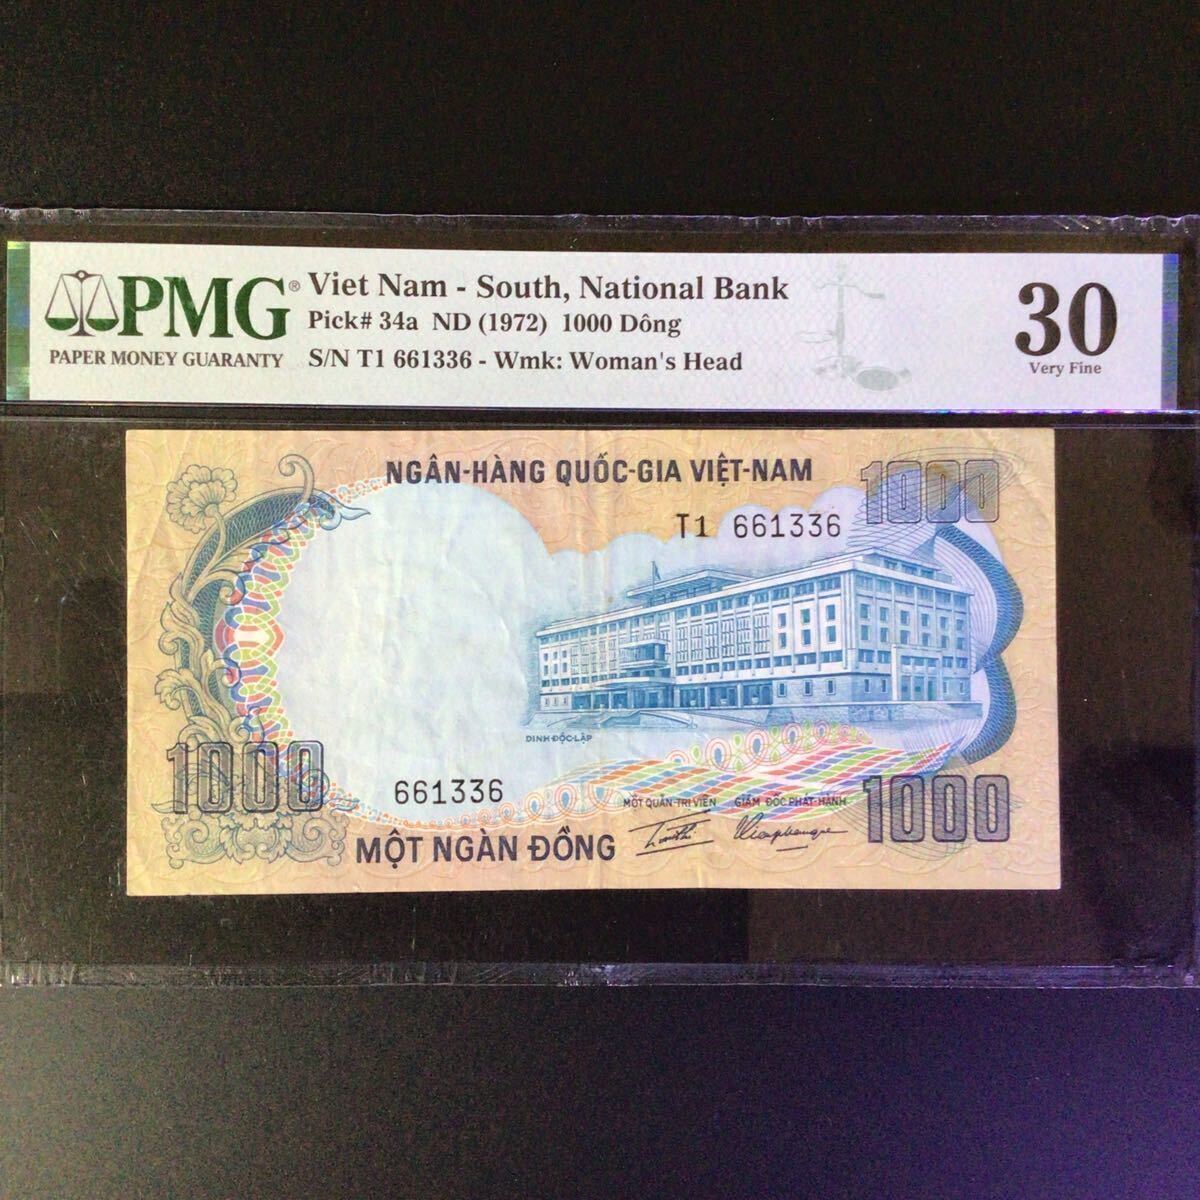 PMG®
PAPER MONEY GUARANTY
Viet Nam - South, National Bank
Pick# 34a ND (1972) 1000 Dông
S/N T1 661336 - Wmk: Woman's Head
30
Very Fine
NGÂN-HÀNG QUỐC-GIA VIỆT-NAM
1000
T1 661336
DINH-ĐỘC-LẬP
1000
661336
MỘT QUẢN-TRỊ VIÊN
GIÁM ĐỐC PHÁT-HÀNH
1000
MỘT NGÀN ĐỒNG